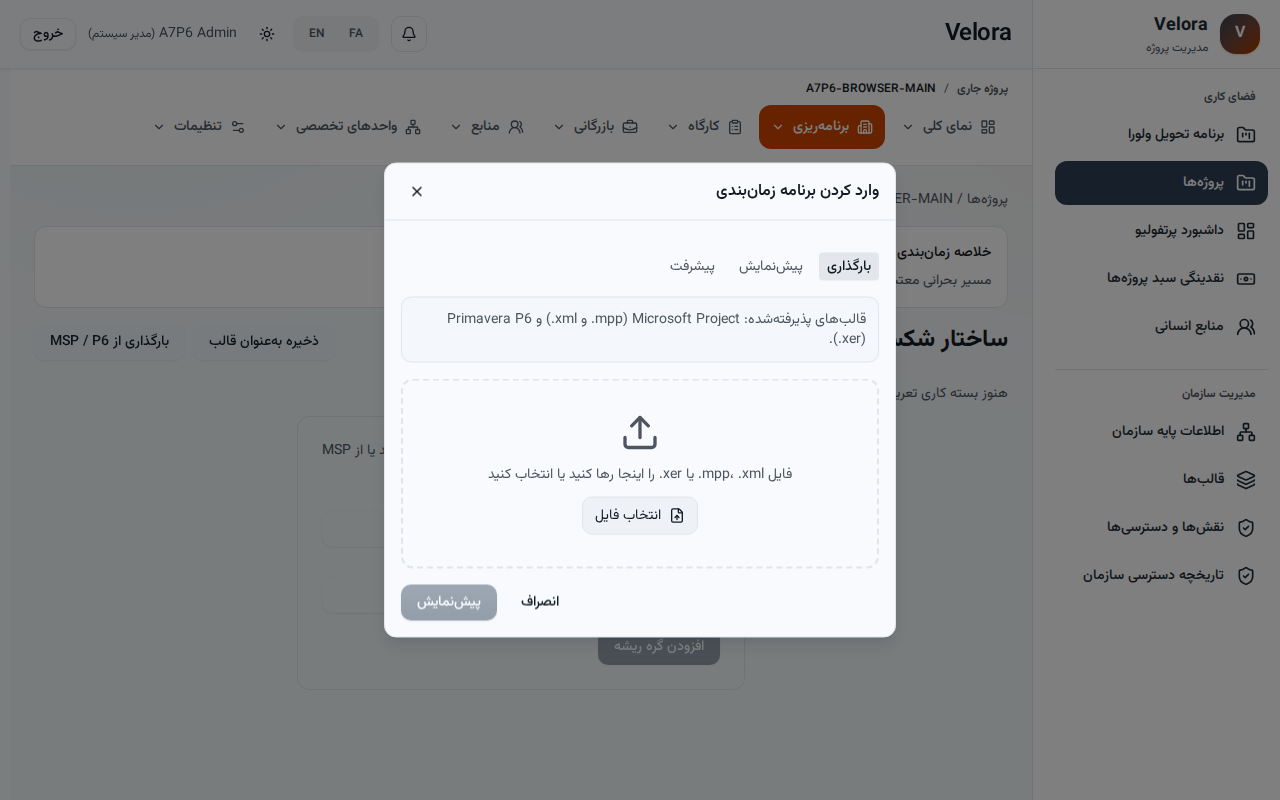 Velora
مدیریت پروژه
V
فضای کاری
برنامه تحویل ولورا
پروژه‌ها
داشبورد پرتفولیو
نقدینگی سبد پروژه‌ها
منابع انسانی
مدیریت سازمان
اطلاعات پایه سازمان
قالب‌ها
نقش‌ها و دسترسی‌ها
تاریخچه دسترسی سازمان
Velora
FA
EN
A7P6 Admin (مدیر سیستم)
خروج
پروژه جاری / A7P6-BROWSER-MAIN
نمای کلی
برنامه‌ریزی
کارگاه
بازرگانی
منابع
واحدهای تخصصی
تنظیمات
پروژه‌ها /
خلاصه زمان‌بندی
مسیر بحرانی
ساختار
ذخیره به‌عنوان قالب
بارگذاری از MSP / P6
هنوز بسته کاری
یا از MSP
افزودن گره ریشه
وارد کردن برنامه زمان‌بندی
بارگذاری
پیش‌نمایش
پیشرفت
قالب‌های پذیرفته‌شده: Microsoft Project (.mpp و .xml) و Primavera P6
(.xer).
فایل .mpp، .xml یا .xer را اینجا رها کنید یا انتخاب کنید
انتخاب فایل
انصراف
پیش‌نمایش